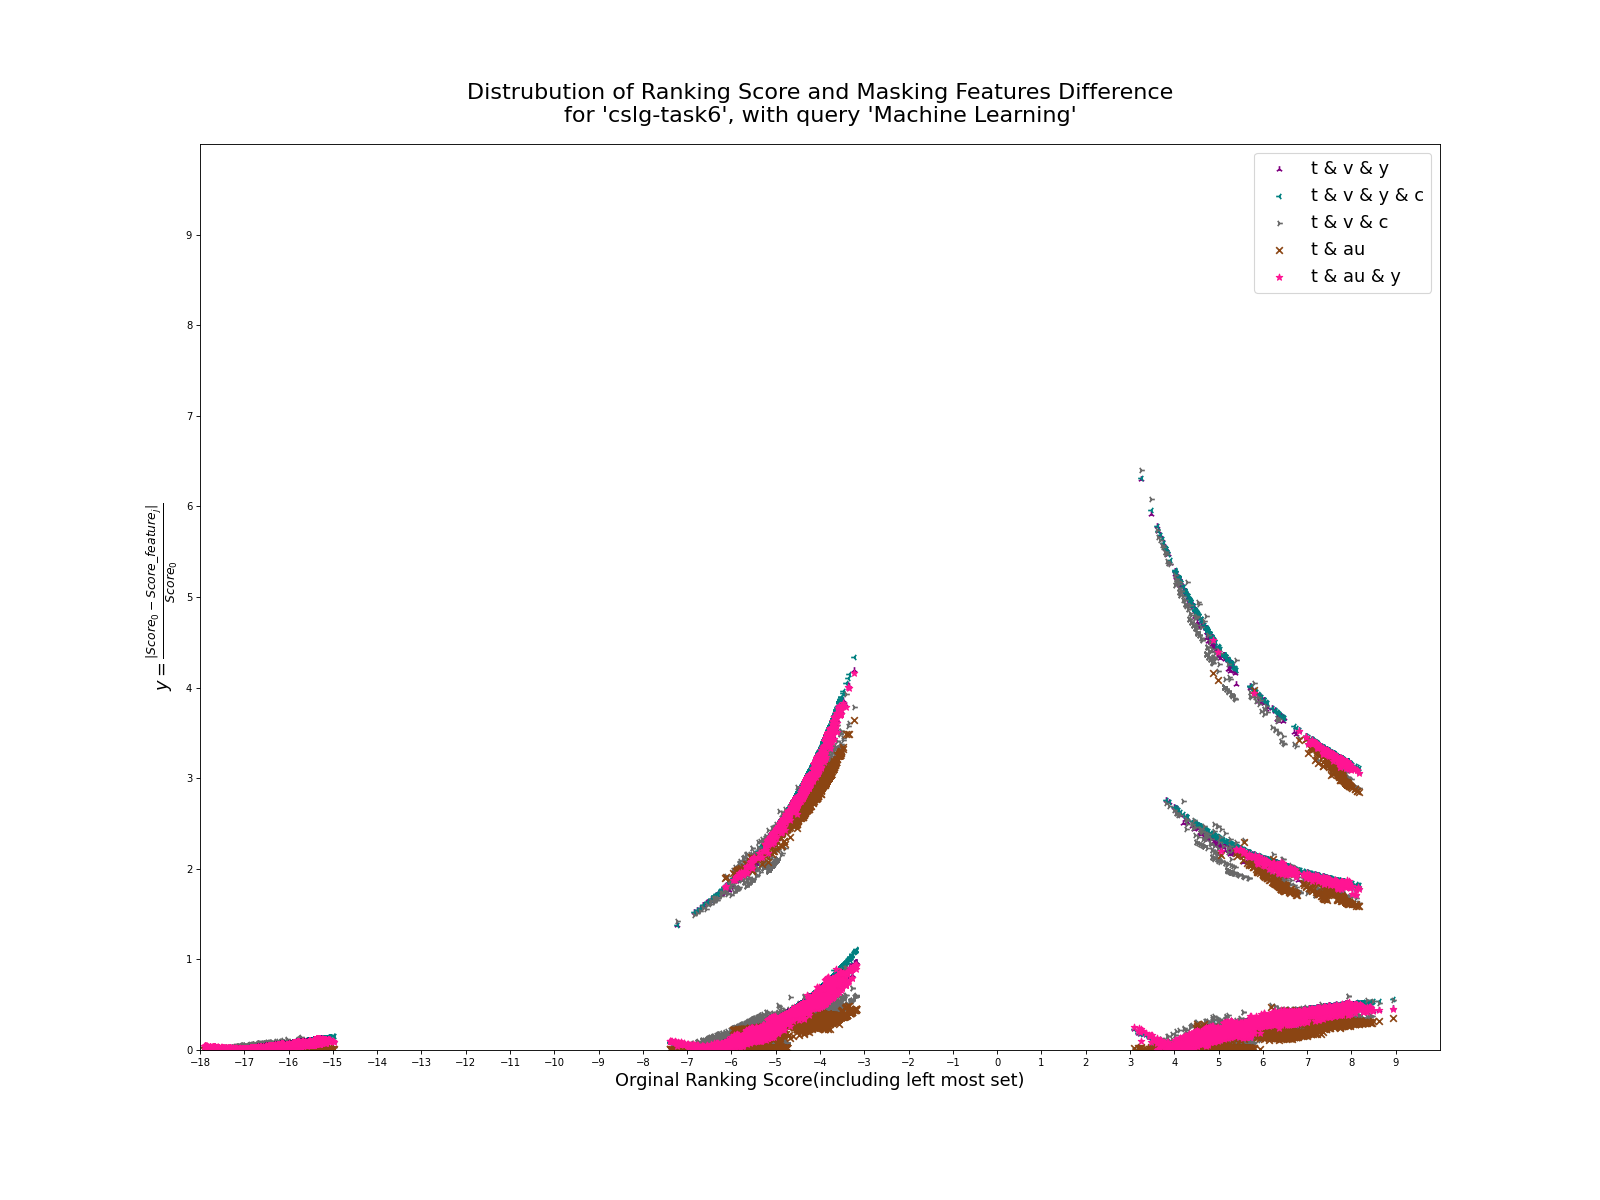 Distrubution of Ranking Score and Masking Features Difference
for 'cslg-task6', with query 'Machine Learning'
t & v & y
t & v & y & c
t & v & c
t & au
t & au & y
9
8
7
6
5
4
3
2
1
0
y = |Score₀ − Score_featureⱼ| / Score₀
−18 −17 −16 −15 −14 −13 −12 −11 −10 −9 −8 −7 −6 −5 −4 −3 −2 −1 0 1 2 3 4 5 6 7 8 9
Orginal Ranking Score(including left most set)